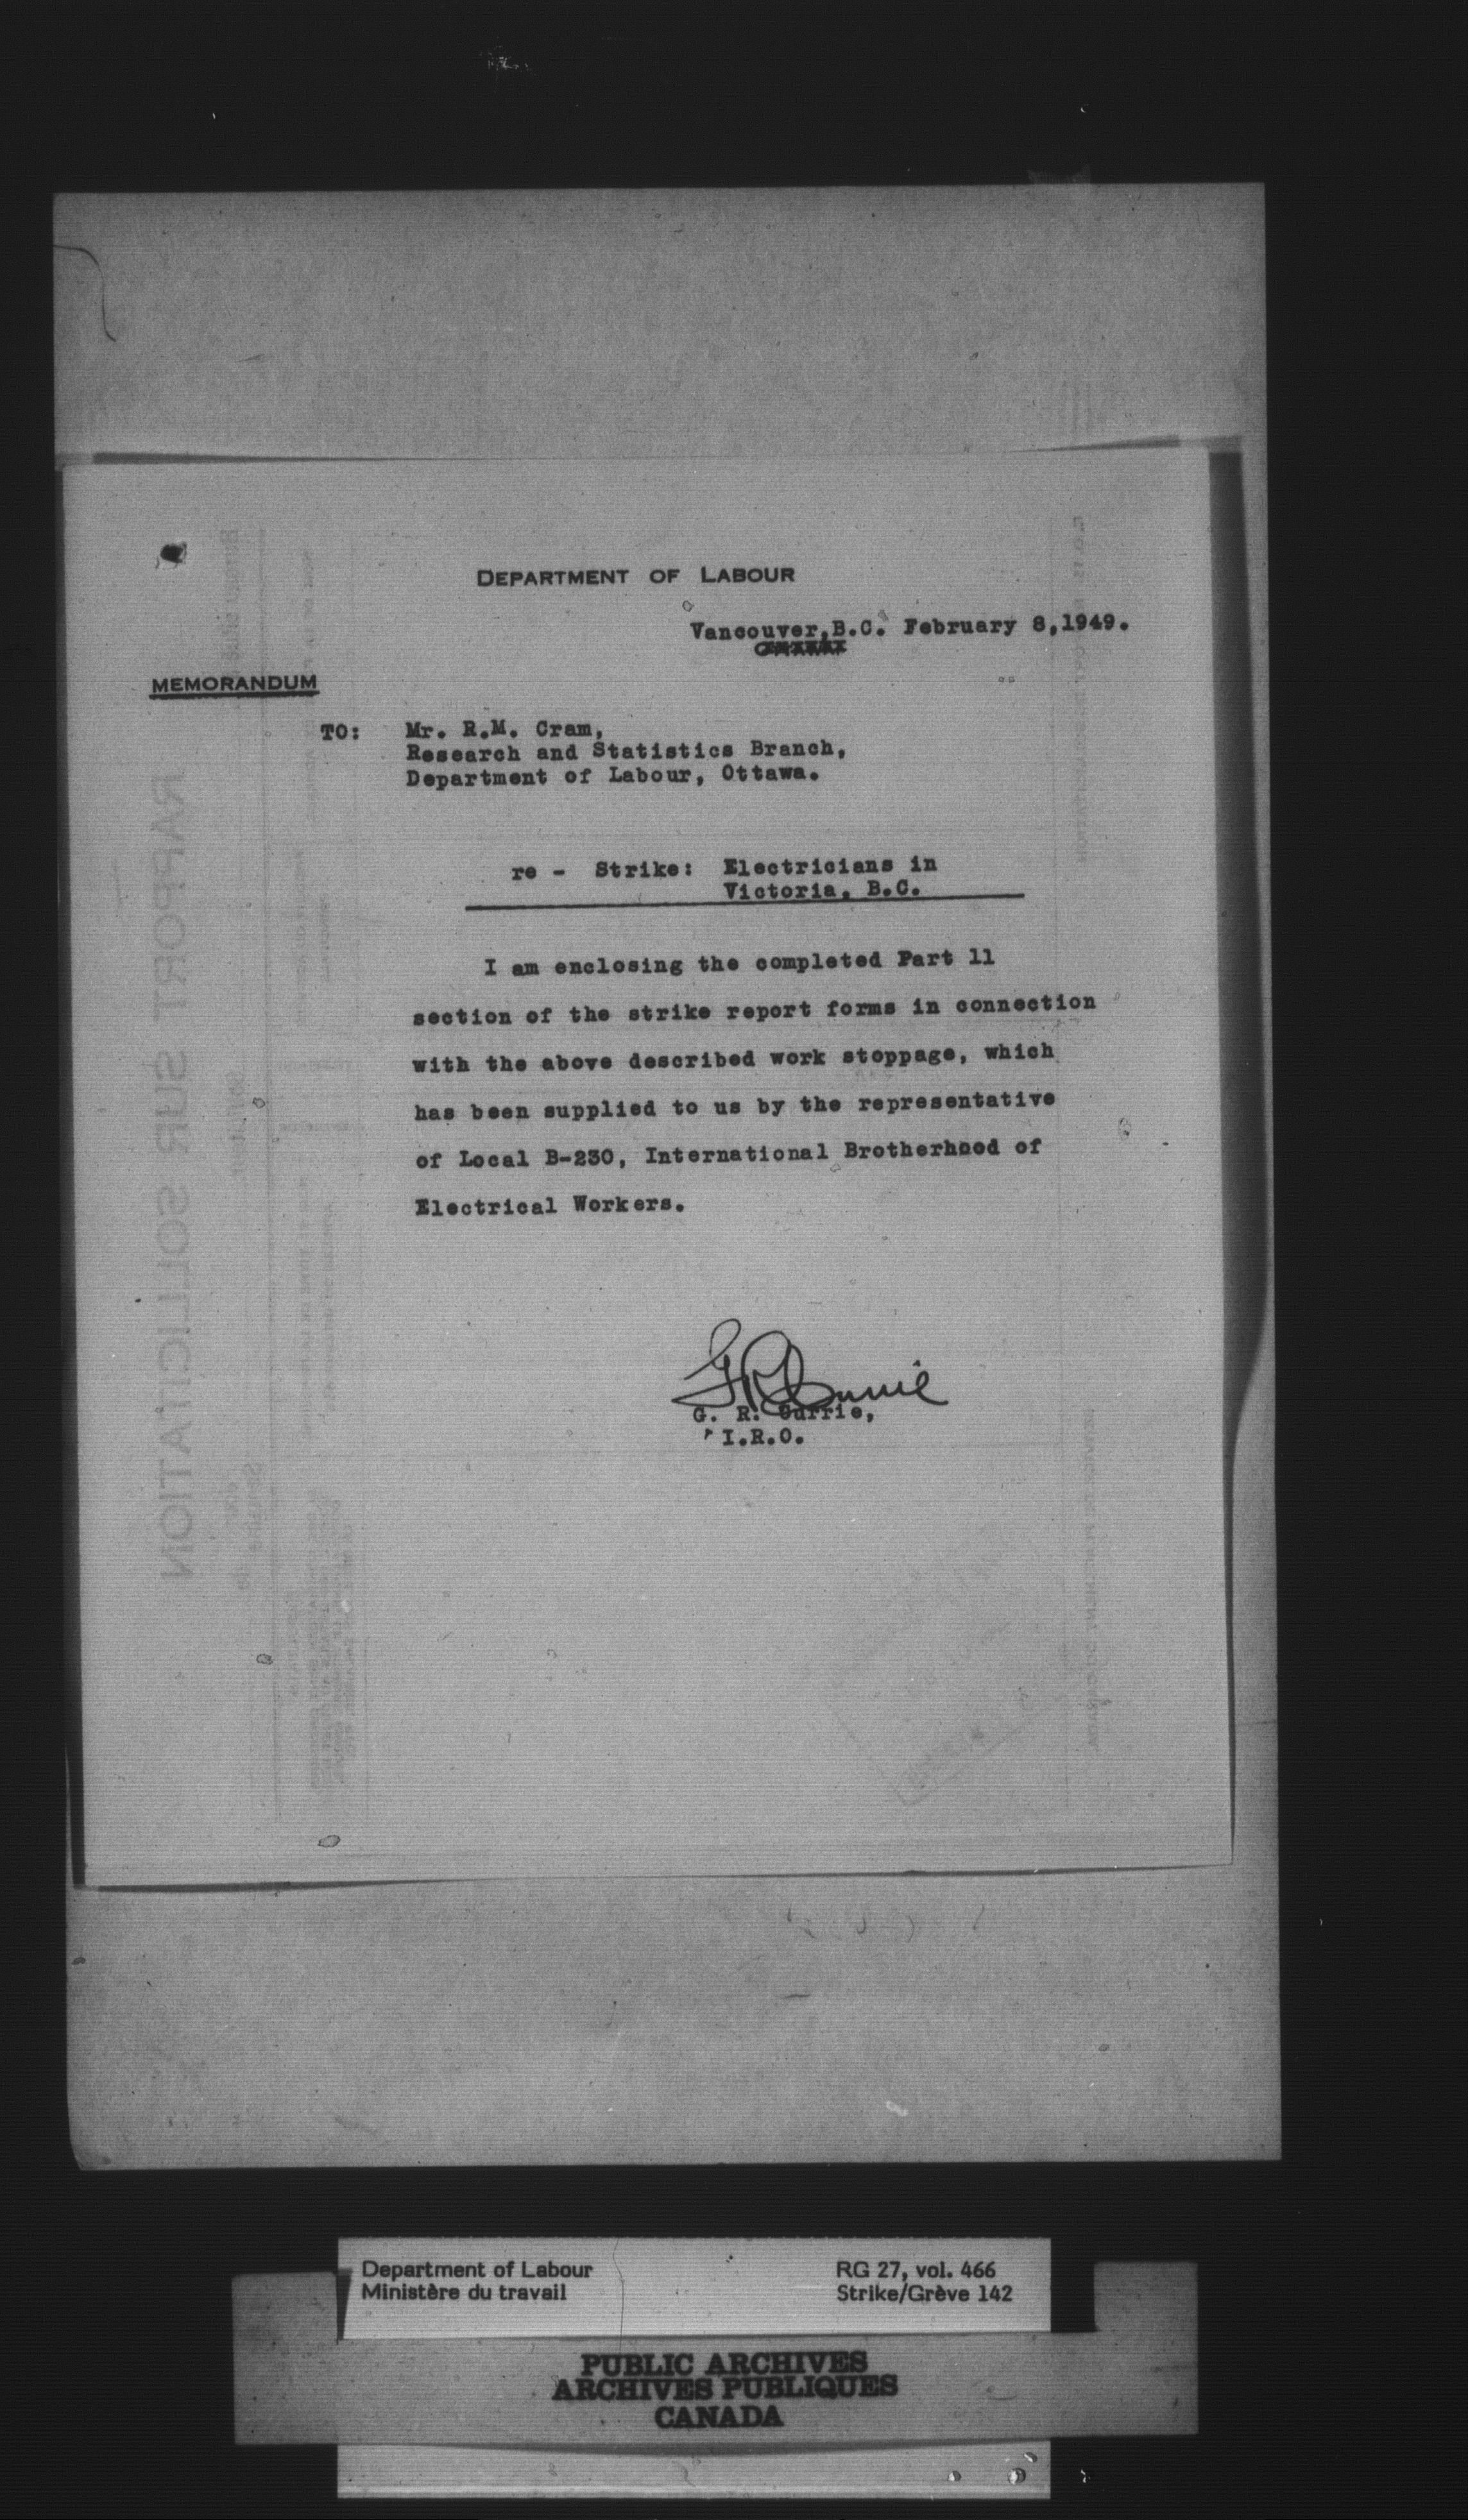 DEPARTMENT OF LABOUR
Vancouver,B.C. February 8,1949.
MEMORANDUM
TO: Mr. R.M. Cram,
Research and Statistics Branch,
Department of Labour, Ottawa.
re - Strike: Electricians in
Victoria, B.C.
I am enclosing the completed Part 11
section of the strike report forms in connection
with the above described work stoppage, which
has been supplied to us by the representative
of Local B-230, International Brotherhood of
Electrical Workers.
G R Currie
G. R. Currie,
I.R.O.
RAPPORT SUR SOLLICITATION
Department of Labour
Ministère du travail
RG 27, vol. 466
Strike/Grève 142
PUBLIC ARCHIVES
ARCHIVES PUBLIQUES
CANADA